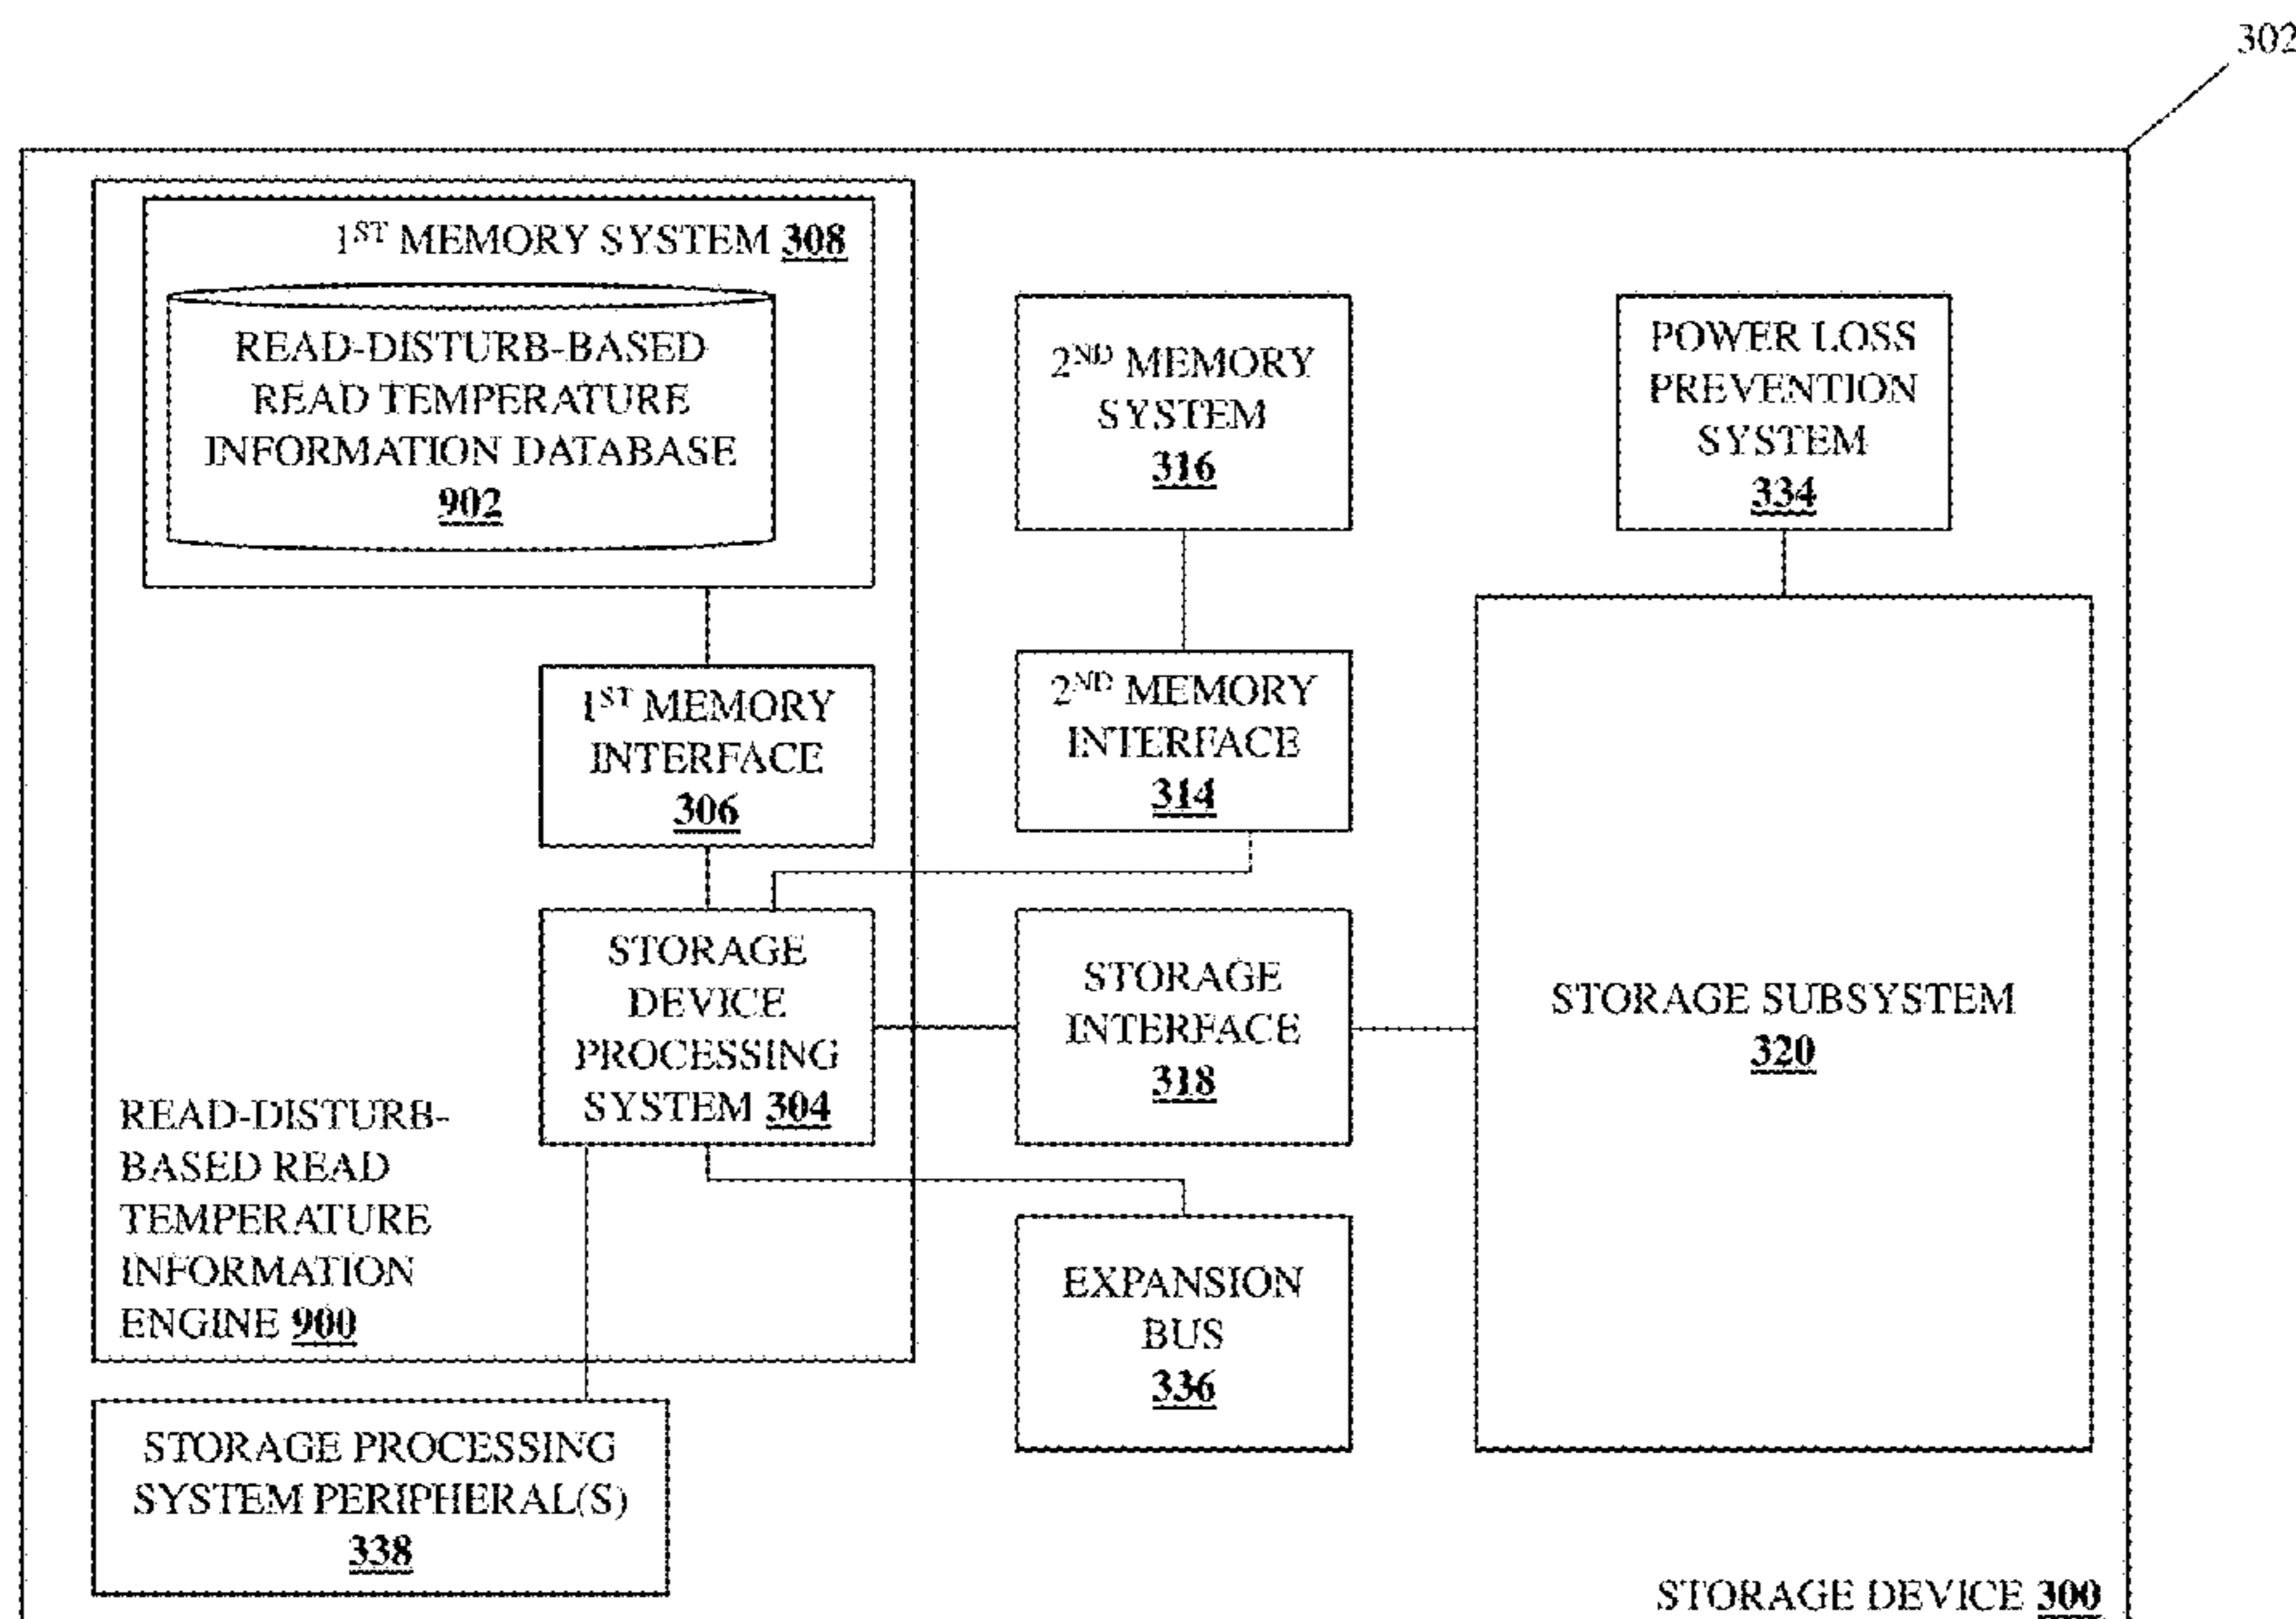 302
1ST MEMORY SYSTEM 308
READ-DISTURB-BASED
READ TEMPERATURE
INFORMATION DATABASE
902
2ND MEMORY
SYSTEM
316
POWER LOSS
PREVENTION
SYSTEM
334
1ST MEMORY
INTERFACE
306
2ND MEMORY
INTERFACE
314
STORAGE
DEVICE
PROCESSING
SYSTEM 304
STORAGE
INTERFACE
318
STORAGE SUBSYSTEM
320
READ-DISTURB-
BASED READ
TEMPERATURE
INFORMATION
ENGINE 900
EXPANSION
BUS
336
STORAGE PROCESSING
SYSTEM PERIPHERAL(S)
338
STORAGE DEVICE 300